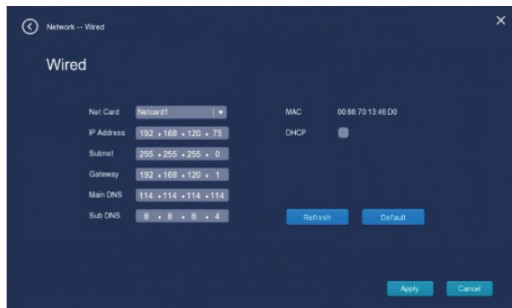 Network -- Wired
Wired
Net Card Netcard1
MAC 00:66:70:13:46:D0
IP Address 192 . 168 . 120 . 75
DHCP
Subnet 255 . 255 . 255 . 0
Gateway 192 . 168 . 120 . 1
Main DNS 114 . 114 . 114 . 114
Sub DNS 8 . 8 . 8 . 4
Refresh Default
Apply Cancel